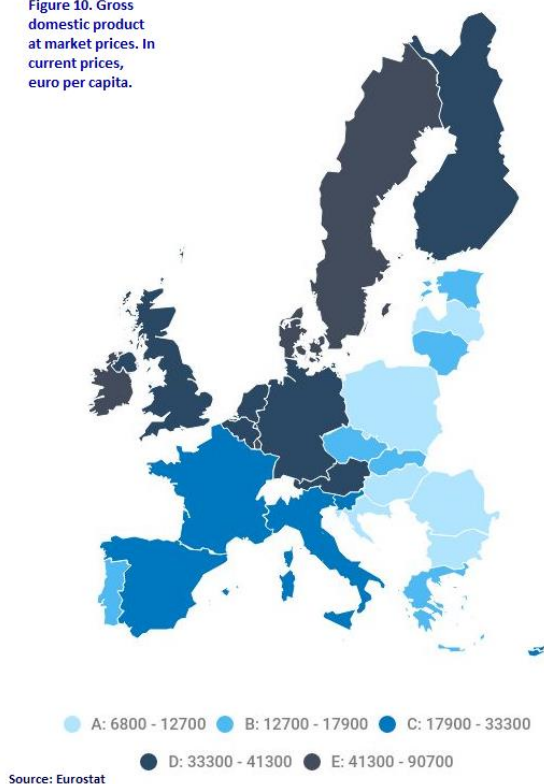 Figure 10. Gross
domestic product
at market prices. In
current prices,
euro per capita.
A: 6800 - 12700 B: 12700 - 17900 C: 17900 - 33300
D: 33300 - 41300 E: 41300 - 90700
Source: Eurostat